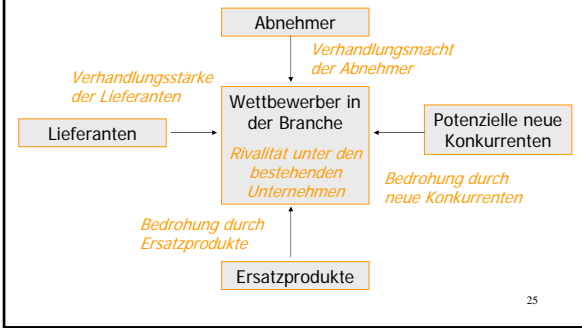 Abnehmer
Verhandlungsmacht
der Abnehmer
Verhandlungsstärke
der Lieferanten
Wettbewerber in
der Branche
Rivalität unter den
bestehenden
Unternehmen
Lieferanten
Potenzielle neue
Konkurrenten
Bedrohung durch
neue Konkurrenten
Bedrohung durch
Ersatzprodukte
Ersatzprodukte
25